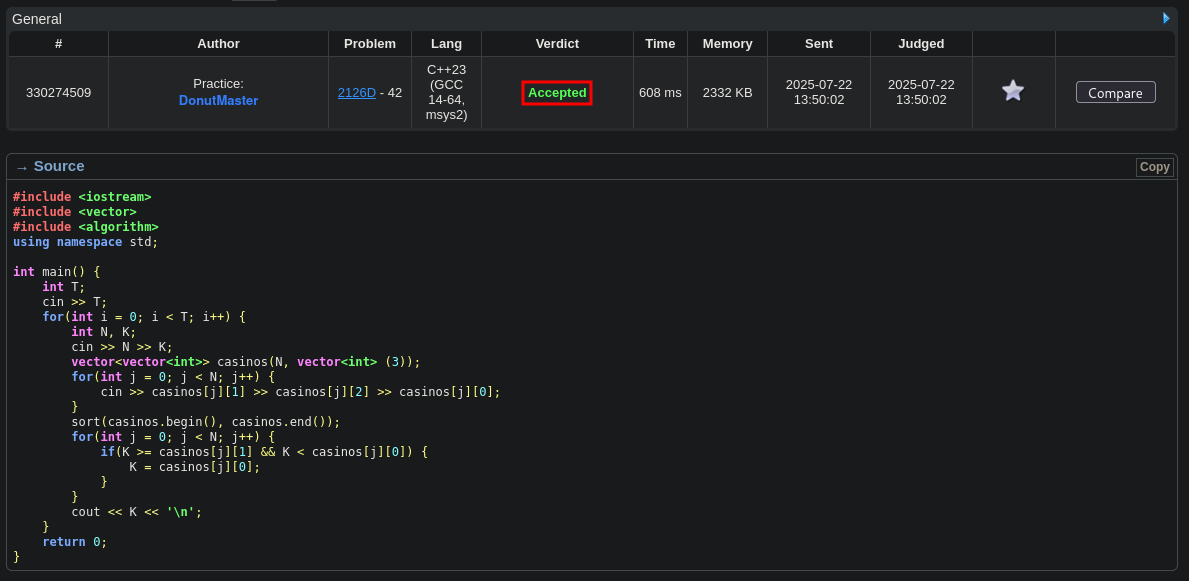 General
# Author Problem Lang Verdict Time Memory Sent Judged
330274509 Practice: DonutMaster 2126D - 42 C++23 (GCC 14-64, msys2) Accepted 608 ms 2332 KB 2025-07-22 13:50:02 2025-07-22 13:50:02 Compare
→ Source Copy
#include <iostream>
#include <vector>
#include <algorithm>
using namespace std;
int main() {
    int T;
    cin >> T;
    for(int i = 0; i < T; i++) {
        int N, K;
        cin >> N >> K;
        vector<vector<int>> casinos(N, vector<int> (3));
        for(int j = 0; j < N; j++) {
            cin >> casinos[j][1] >> casinos[j][2] >> casinos[j][0];
        }
        sort(casinos.begin(), casinos.end());
        for(int j = 0; j < N; j++) {
            if(K >= casinos[j][1] && K < casinos[j][0]) {
                K = casinos[j][0];
            }
        }
        cout << K << '\n';
    }
    return 0;
}